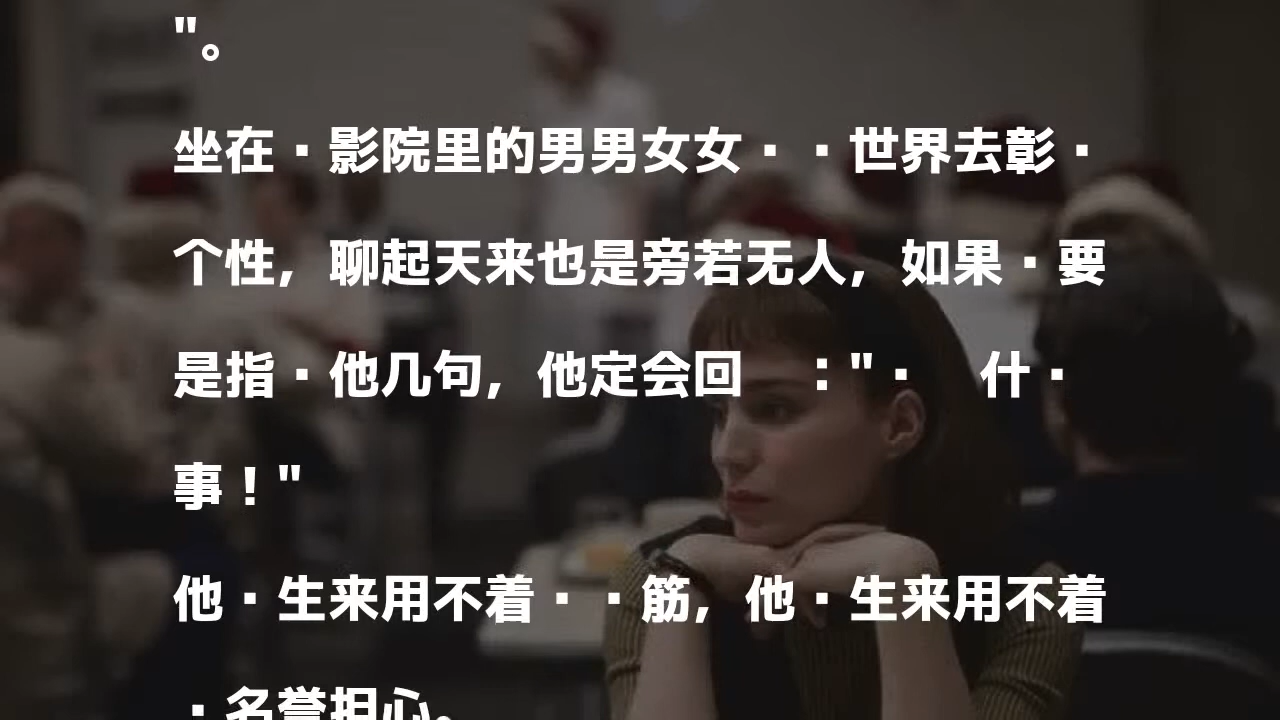 "。
坐在·影院里的男男女女··世界去彰·
个性，聊起天来也是旁若无人，如果·要
是指·他几句，他定会回　："·　什·
事！"
他·生来用不着··筋，他·生来用不着
·名誉担心。